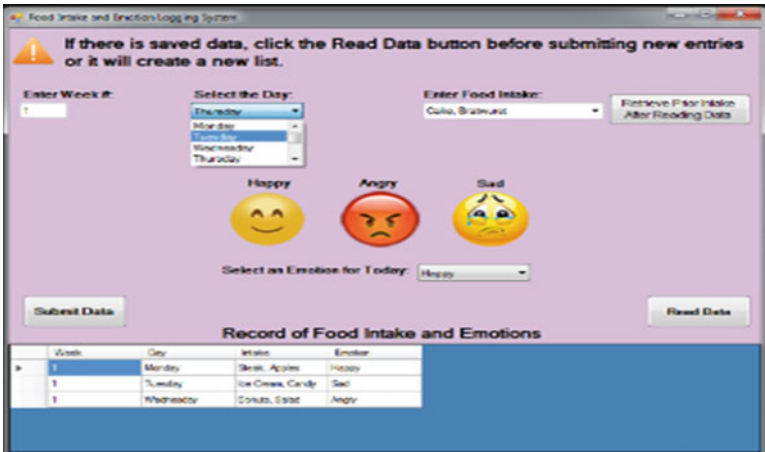 Food Intake and Emotion Logging System
If there is saved data, click the Read Data button before submitting new entries
or it will create a new list.
Enter Week #:
Select the Day:
Enter Food Intake:
1
Thursday
Cake, Bratwurst
Retrieve Prior Intake
After Reading Data
Monday
Tuesday
Wednesday
Thursday
Happy Angry Sad
Select an Emotion for Today: Happy
Submit Data
Read Data
Record of Food Intake and Emotions
Week Day Intake Emotion
1 Monday Steak, Apples Happy
1 Tuesday Ice Cream, Candy Sad
1 Wednesday Donuts, Salad Angry